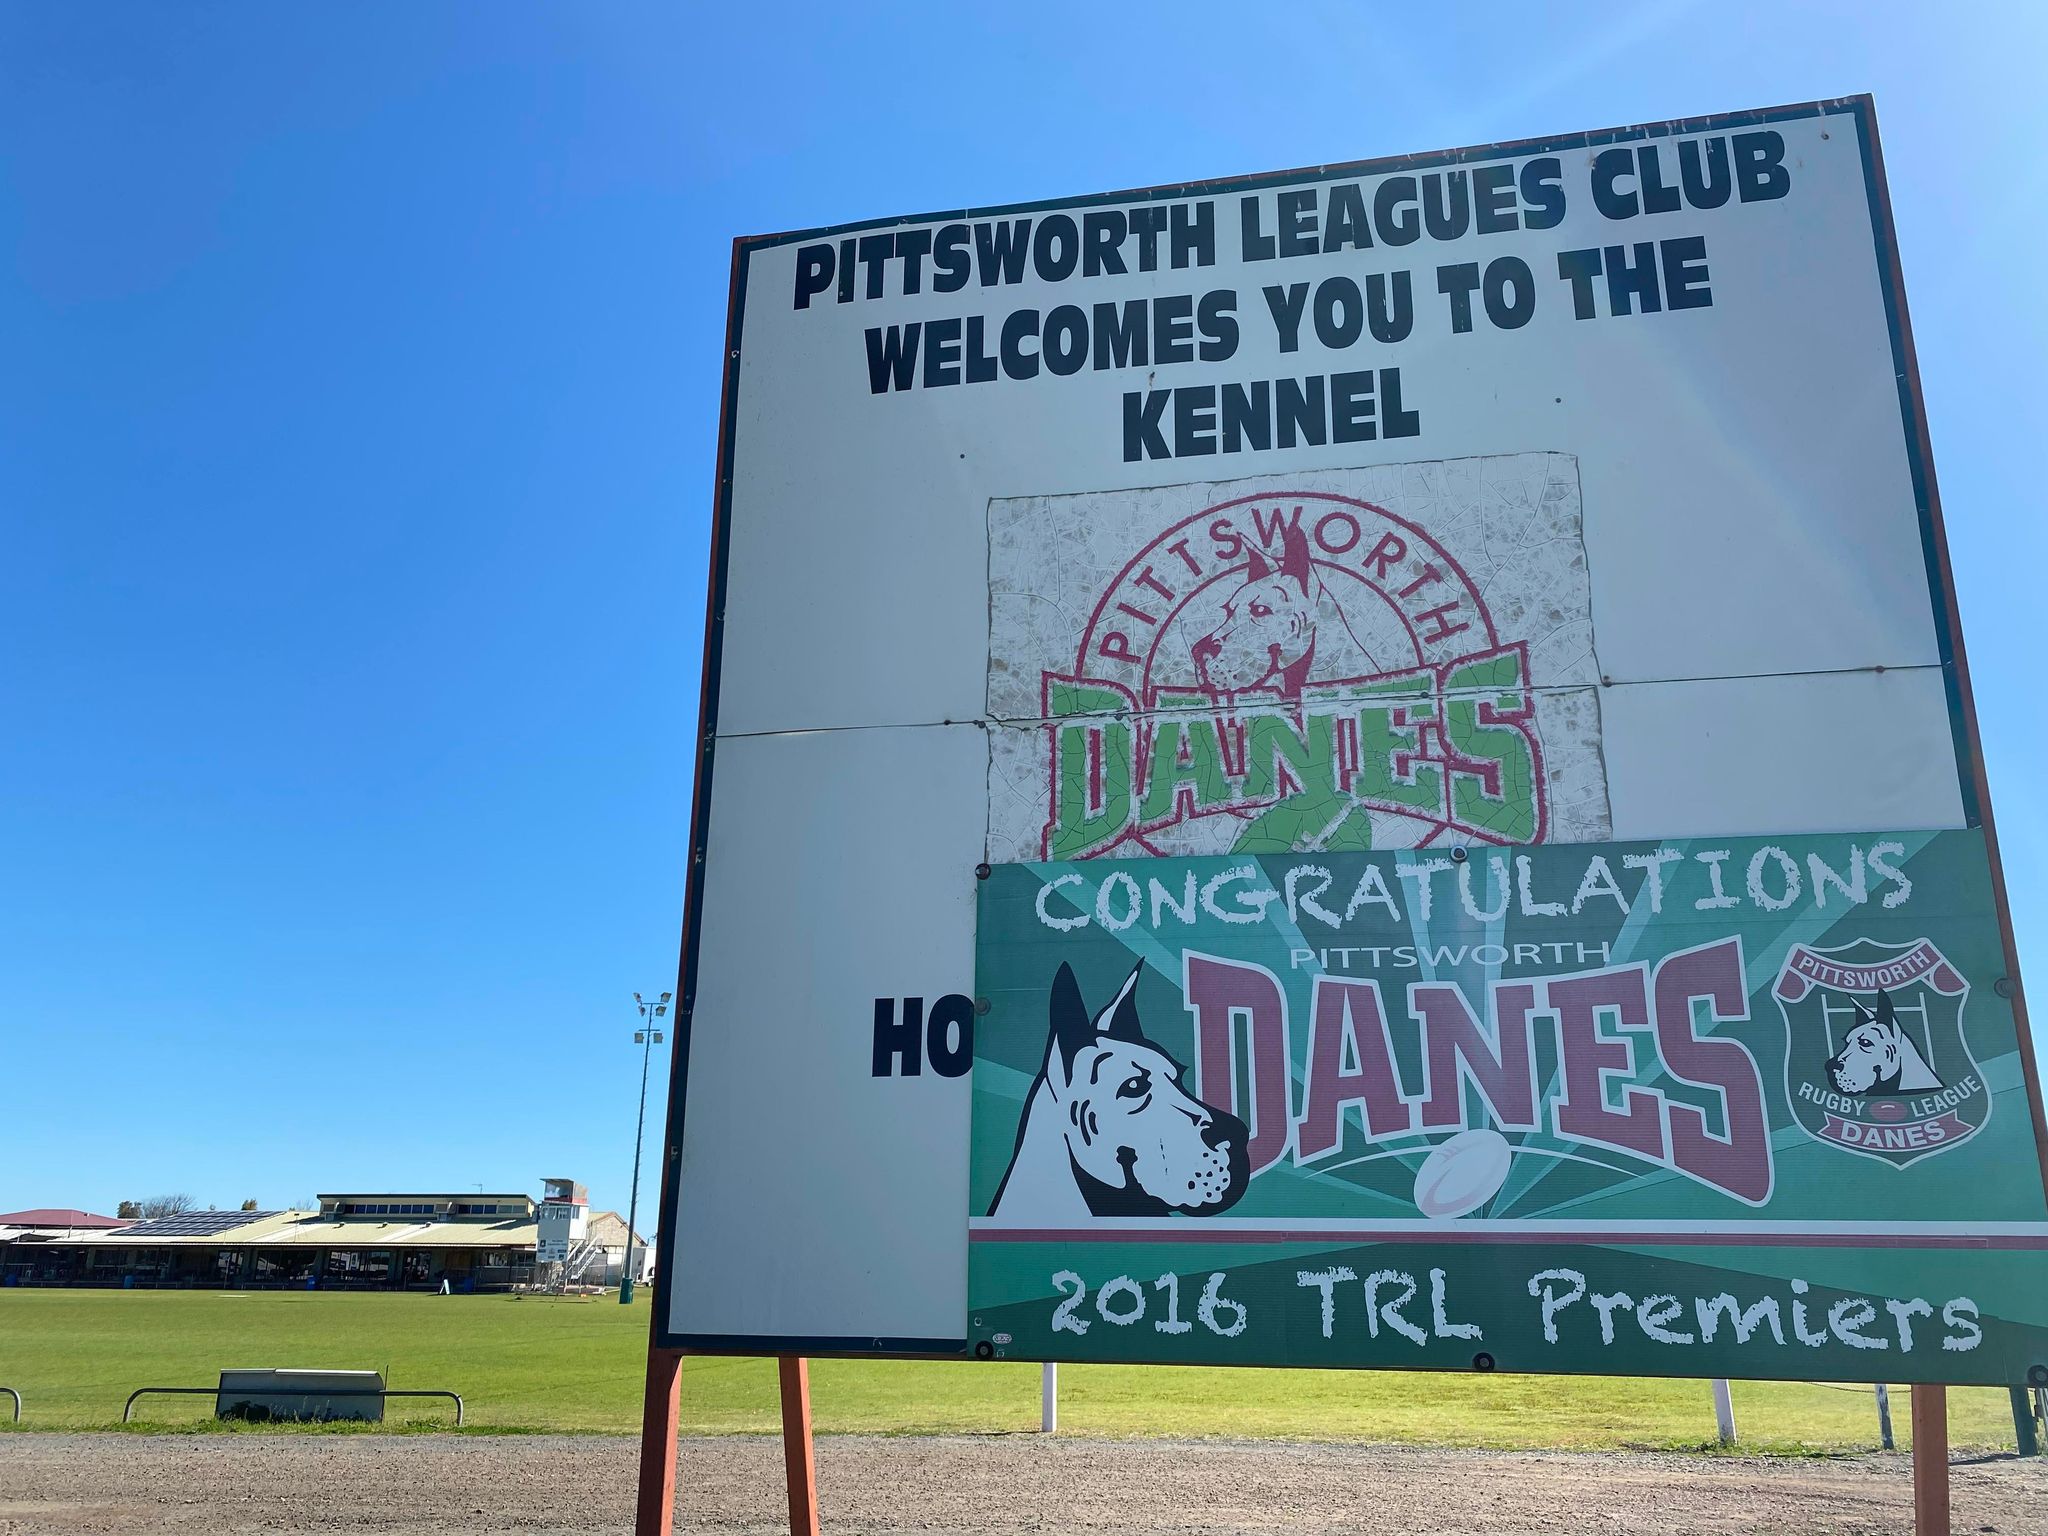 PITTSWORTH LEAGUES CLUB
WELCOMES YOU TO THE
KENNEL
PITTSWORTH
DANES
HO
CONGRATULATIONS
PITTSWORTH
DANES
PITTSWORTH
RUGBY LEAGUE
DANES
2016 TRL Premiers